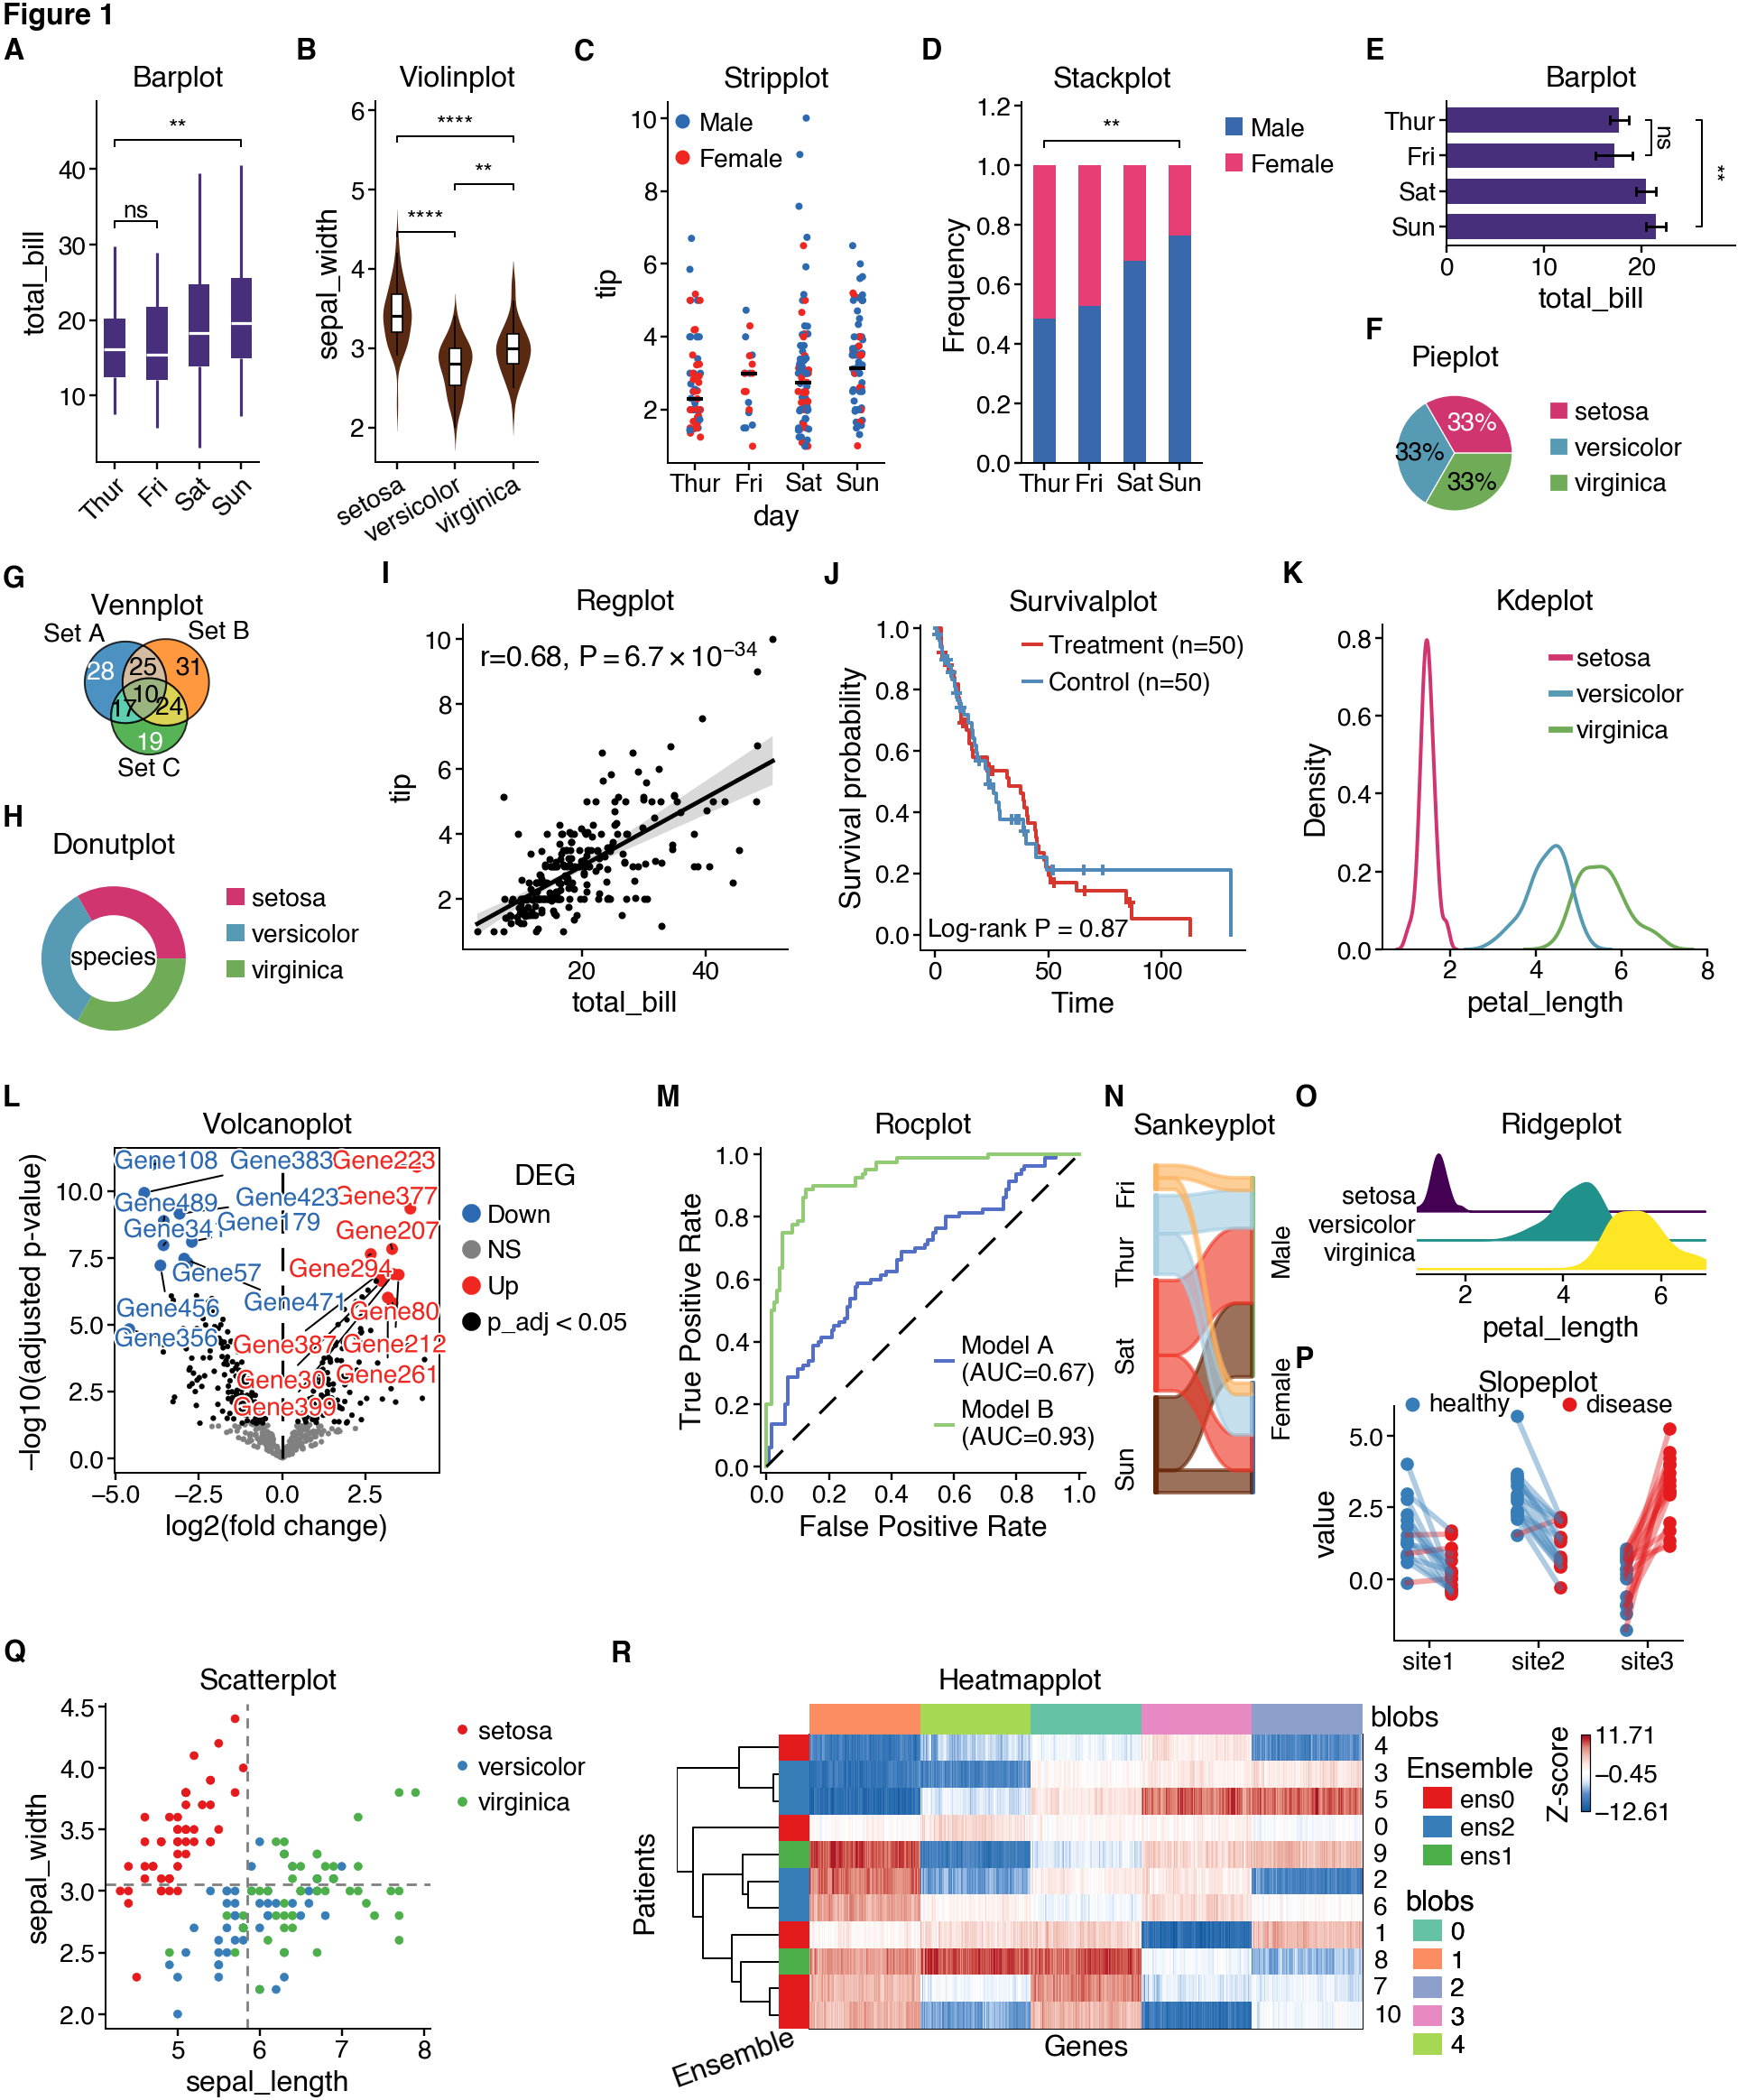 Figure 1
A
Barplot
**
ns
total_bill
40
30
20
10
Thur
Fri
Sat
Sun
B
Violinplot
****
**
****
sepal_width
6
5
4
3
2
setosa
versicolor
virginica
C
Stripplot
Male
Female
tip
10
8
6
4
2
Thur Fri Sat Sun
day
D
Stackplot
**
Male
Female
Frequency
1.2
1.0
0.8
0.6
0.4
0.2
0.0
Thur Fri Sat Sun
E
Barplot
Thur
Fri
Sat
Sun
ns
**
0 10 20
total_bill
F
Pieplot
33%
33%
33%
setosa
versicolor
virginica
G
Vennplot
Set A
Set B
28 25 31
10
17 24
19
Set C
H
Donutplot
species
setosa
versicolor
virginica
I
Regplot
r=0.68, P = 6.7 × 10⁻³⁴
tip
10
8
6
4
2
20 40
total_bill
J
Survivalplot
Treatment (n=50)
Control (n=50)
Survival probability
1.0
0.8
0.6
0.4
0.2
0.0
Log-rank P = 0.87
0 50 100
Time
K
Kdeplot
setosa
versicolor
virginica
Density
0.8
0.6
0.4
0.2
0.0
2 4 6 8
petal_length
L
Volcanoplot
Gene108 Gene383 Gene223
Gene489 Gene423 Gene377
Gene341 Gene179 Gene207
Gene57 Gene294
Gene456 Gene471 Gene80
Gene356 Gene387 Gene212
Gene30 Gene261
Gene399
−log10(adjusted p-value)
10.0
7.5
5.0
2.5
0.0
−5.0 −2.5 0.0 2.5
log2(fold change)
DEG
Down
NS
Up
p_adj < 0.05
M
Rocplot
True Positive Rate
1.0
0.8
0.6
0.4
0.2
0.0
Model A
(AUC=0.67)
Model B
(AUC=0.93)
0.0 0.2 0.4 0.6 0.8 1.0
False Positive Rate
N
Sankeyplot
Fri
Thur
Sat
Sun
Male
Female
O
Ridgeplot
setosa
versicolor
virginica
2 4 6
petal_length
P
Slopeplot
healthy
disease
value
5.0
2.5
0.0
site1 site2 site3
Q
Scatterplot
setosa
versicolor
virginica
sepal_width
4.5
4.0
3.5
3.0
2.5
2.0
5 6 7 8
sepal_length
R
Heatmapplot
blobs
4
3
5
0
9
2
6
1
8
7
10
Patients
Ensemble
Genes
Ensemble
ens0
ens2
ens1
blobs
0
1
2
3
4
Z-score
11.71
−0.45
−12.61